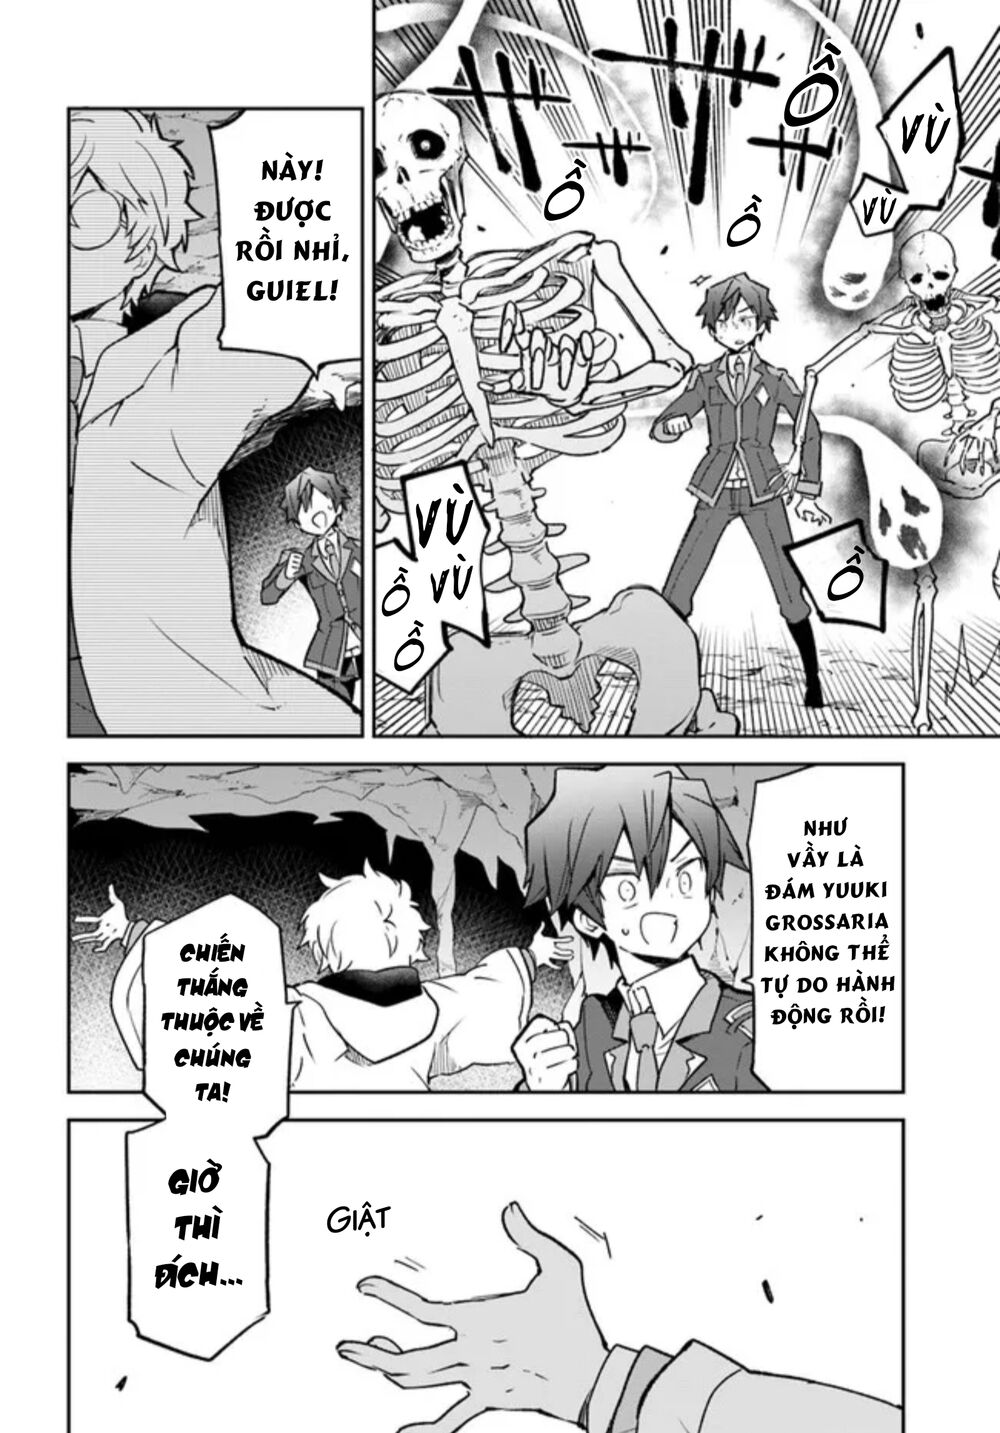 Ồ
Ồ
Ồ
VÙ
VÙ
Ồ
VÙ
VÙ
Ồ
Ồ
NÀY!
ĐƯỢC
RỒI NHỈ,
GUIEL!
NHƯ
VẦY LÀ
ĐÁM YUUKI
GROSSARIA
KHÔNG THỂ
TỰ DO HÀNH
ĐỘNG RỒI!
CHIẾN
THẮNG
THUỘC VỀ
CHÚNG
TA!
GIỜ
THÌ
ĐÍCH...
GIẬT